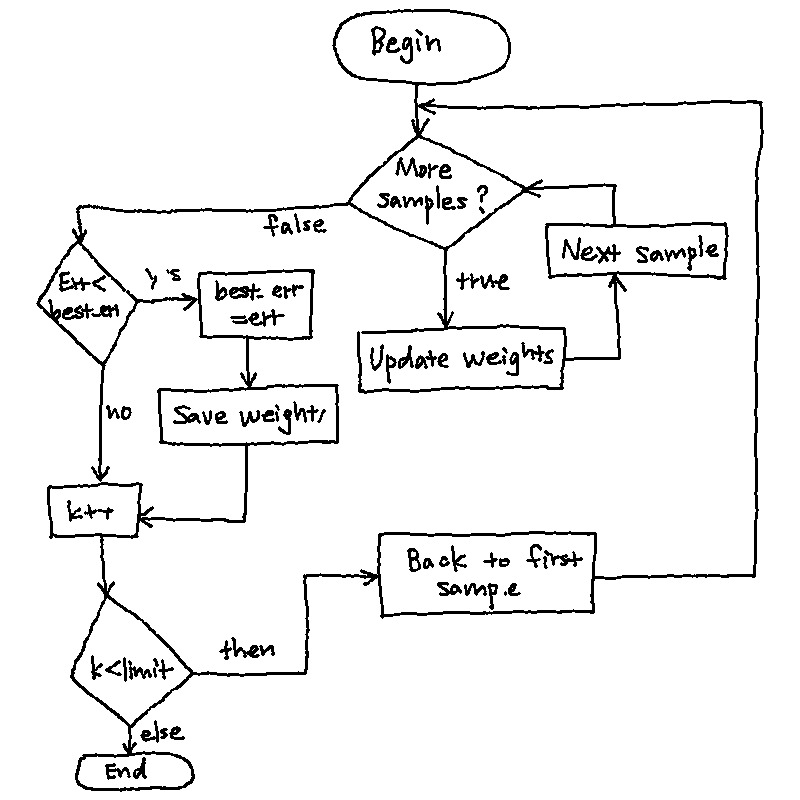 Begin
More
samples?
false
true
Next sample
Update weights
Err<
best_err
best_err
=err
Save weights
no
k++
Back to first
sample
k<limit
then
else
End